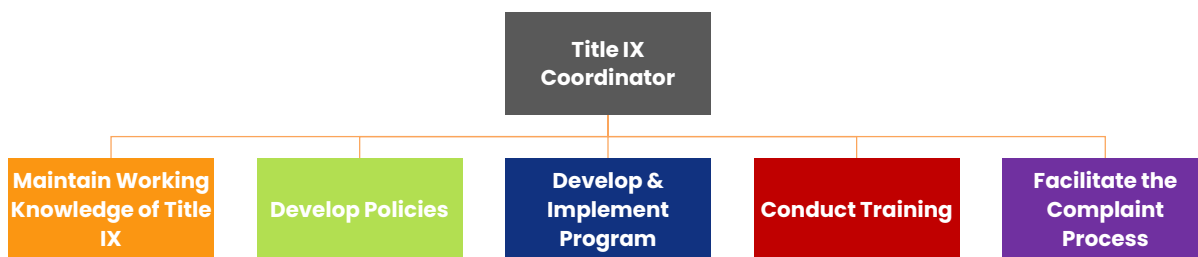 Title IX
Coordinator
Maintain Working
Knowledge of Title
IX
Develop Policies
Develop &
Implement
Program
Conduct Training
Facilitate the
Complaint
Process